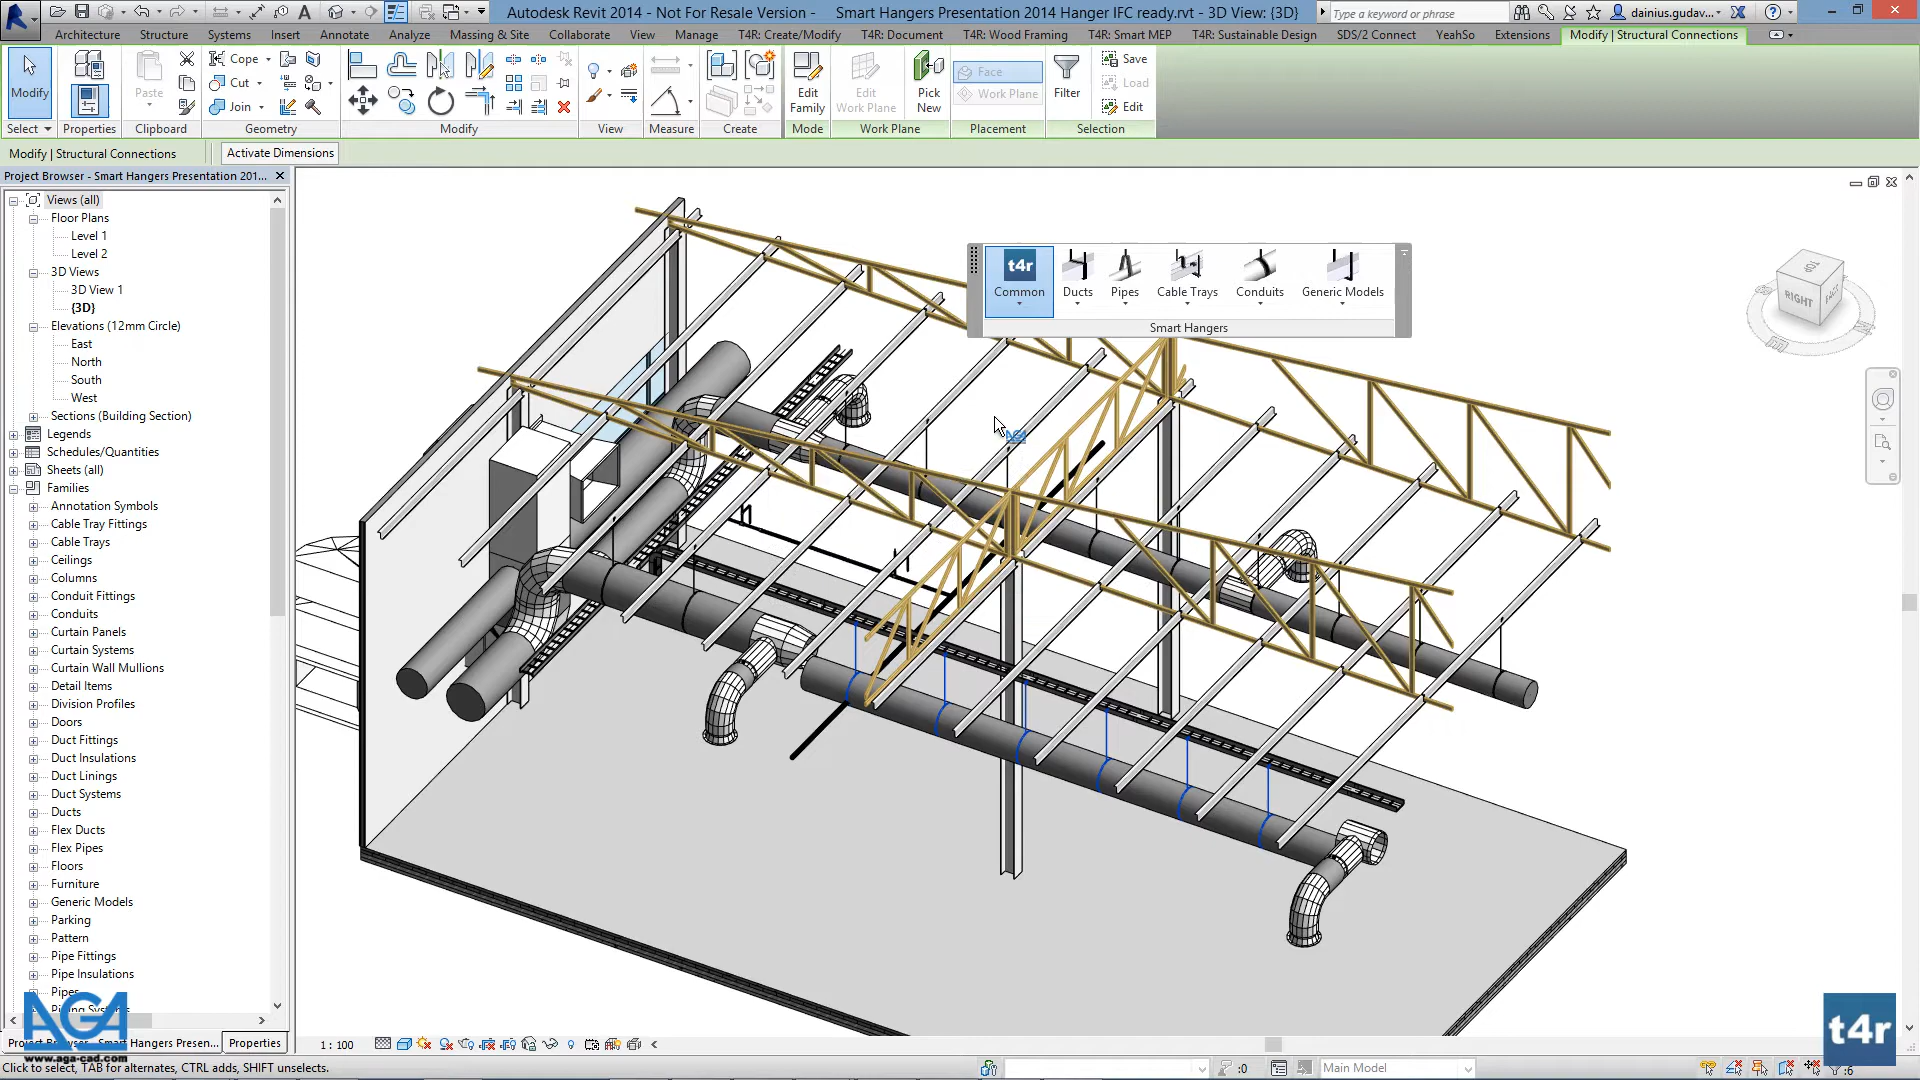 Autodesk Revit 2014 - Not For Resale Version - Smart Hangers Presentation 2014 Hanger IFC ready.rvt - 3D View: {3D}
Type a keyword or phrase
dainius.gudav...
Architecture Structure Systems Insert Annotate Analyze Massing & Site Collaborate View Manage T4R: Create/Modify T4R: Document T4R: Wood Framing T4R: Smart MEP T4R: Sustainable Design SDS/2 Connect YeahSo Extensions Modify | Structural Connections
Modify
Paste
Cope
Cut
Join
Edit Family
Edit Work Plane
Pick New
Face
Work Plane
Filter
Save
Load
Edit
Select Properties Clipboard Geometry Modify View Measure Create Mode Work Plane Placement Selection
Modify | Structural Connections
Activate Dimensions
Project Browser - Smart Hangers Presentation 201...
Views (all)
Floor Plans
Level 1
Level 2
3D Views
3D View 1
{3D}
Elevations (12mm Circle)
East
North
South
West
Sections (Building Section)
Legends
Schedules/Quantities
Sheets (all)
Families
Annotation Symbols
Cable Tray Fittings
Cable Trays
Ceilings
Columns
Conduit Fittings
Conduits
Curtain Panels
Curtain Systems
Curtain Wall Mullions
Detail Items
Division Profiles
Doors
Duct Fittings
Duct Insulations
Duct Linings
Duct Systems
Ducts
Flex Ducts
Flex Pipes
Floors
Furniture
Generic Models
Parking
Pattern
Pipe Fittings
Pipe Insulations
Pipes
t4r
Common
Ducts
Pipes
Cable Trays
Conduits
Generic Models
Smart Hangers
TOP
RIGHT
AGA
www.aga-cad.com
Smart Hangers Presen...
Properties
1 : 100
t4r
Click to select, TAB for alternates, CTRL adds, SHIFT unselects.
:0
Main Model
:6